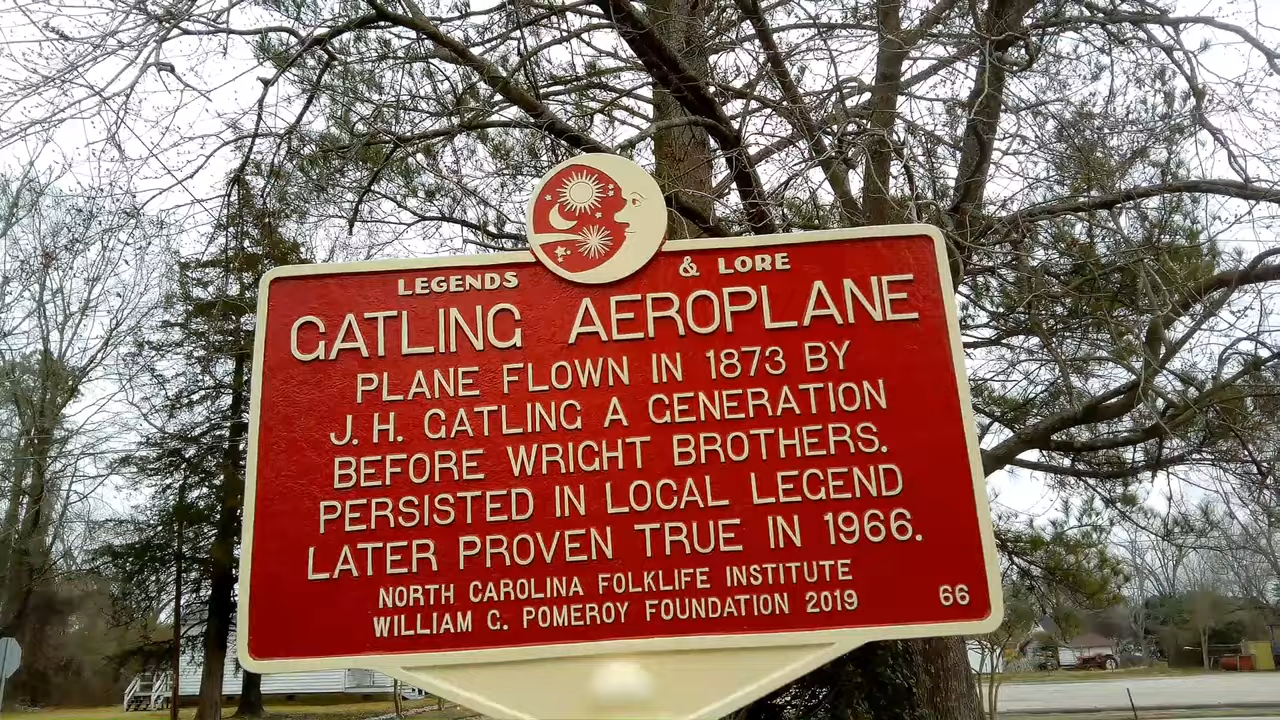 LEGENDS & LORE
GATLING AEROPLANE
PLANE FLOWN IN 1873 BY
J. H. GATLING A GENERATION
BEFORE WRIGHT BROTHERS.
PERSISTED IN LOCAL LEGEND
LATER PROVEN TRUE IN 1966.
NORTH CAROLINA FOLKLIFE INSTITUTE
WILLIAM G. POMEROY FOUNDATION 2019
66